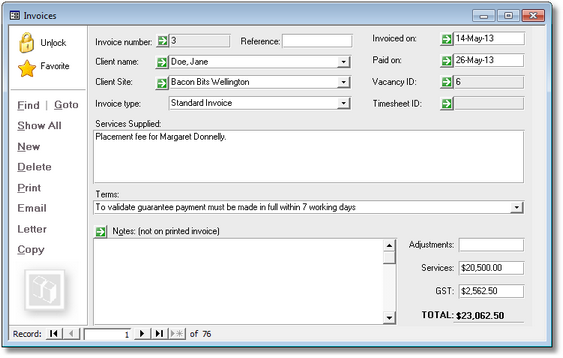 Invoices
Unlock
Favorite
Find | Goto
Show All
New
Delete
Print
Email
Letter
Copy
Invoice number: 3 Reference:
Invoiced on: 14-May-13
Client name: Doe, Jane
Paid on: 26-May-13
Client Site: Bacon Bits Wellington
Vacancy ID: 6
Invoice type: Standard Invoice
Timesheet ID:
Services Supplied:
Placement fee for Margaret Donnelly.
Terms:
To validate guarantee payment must be made in full within 7 working days
Notes: (not on printed invoice)
Adjustments:
Services: $20,500.00
GST: $2,562.50
TOTAL: $23,062.50
Record: 1 of 76